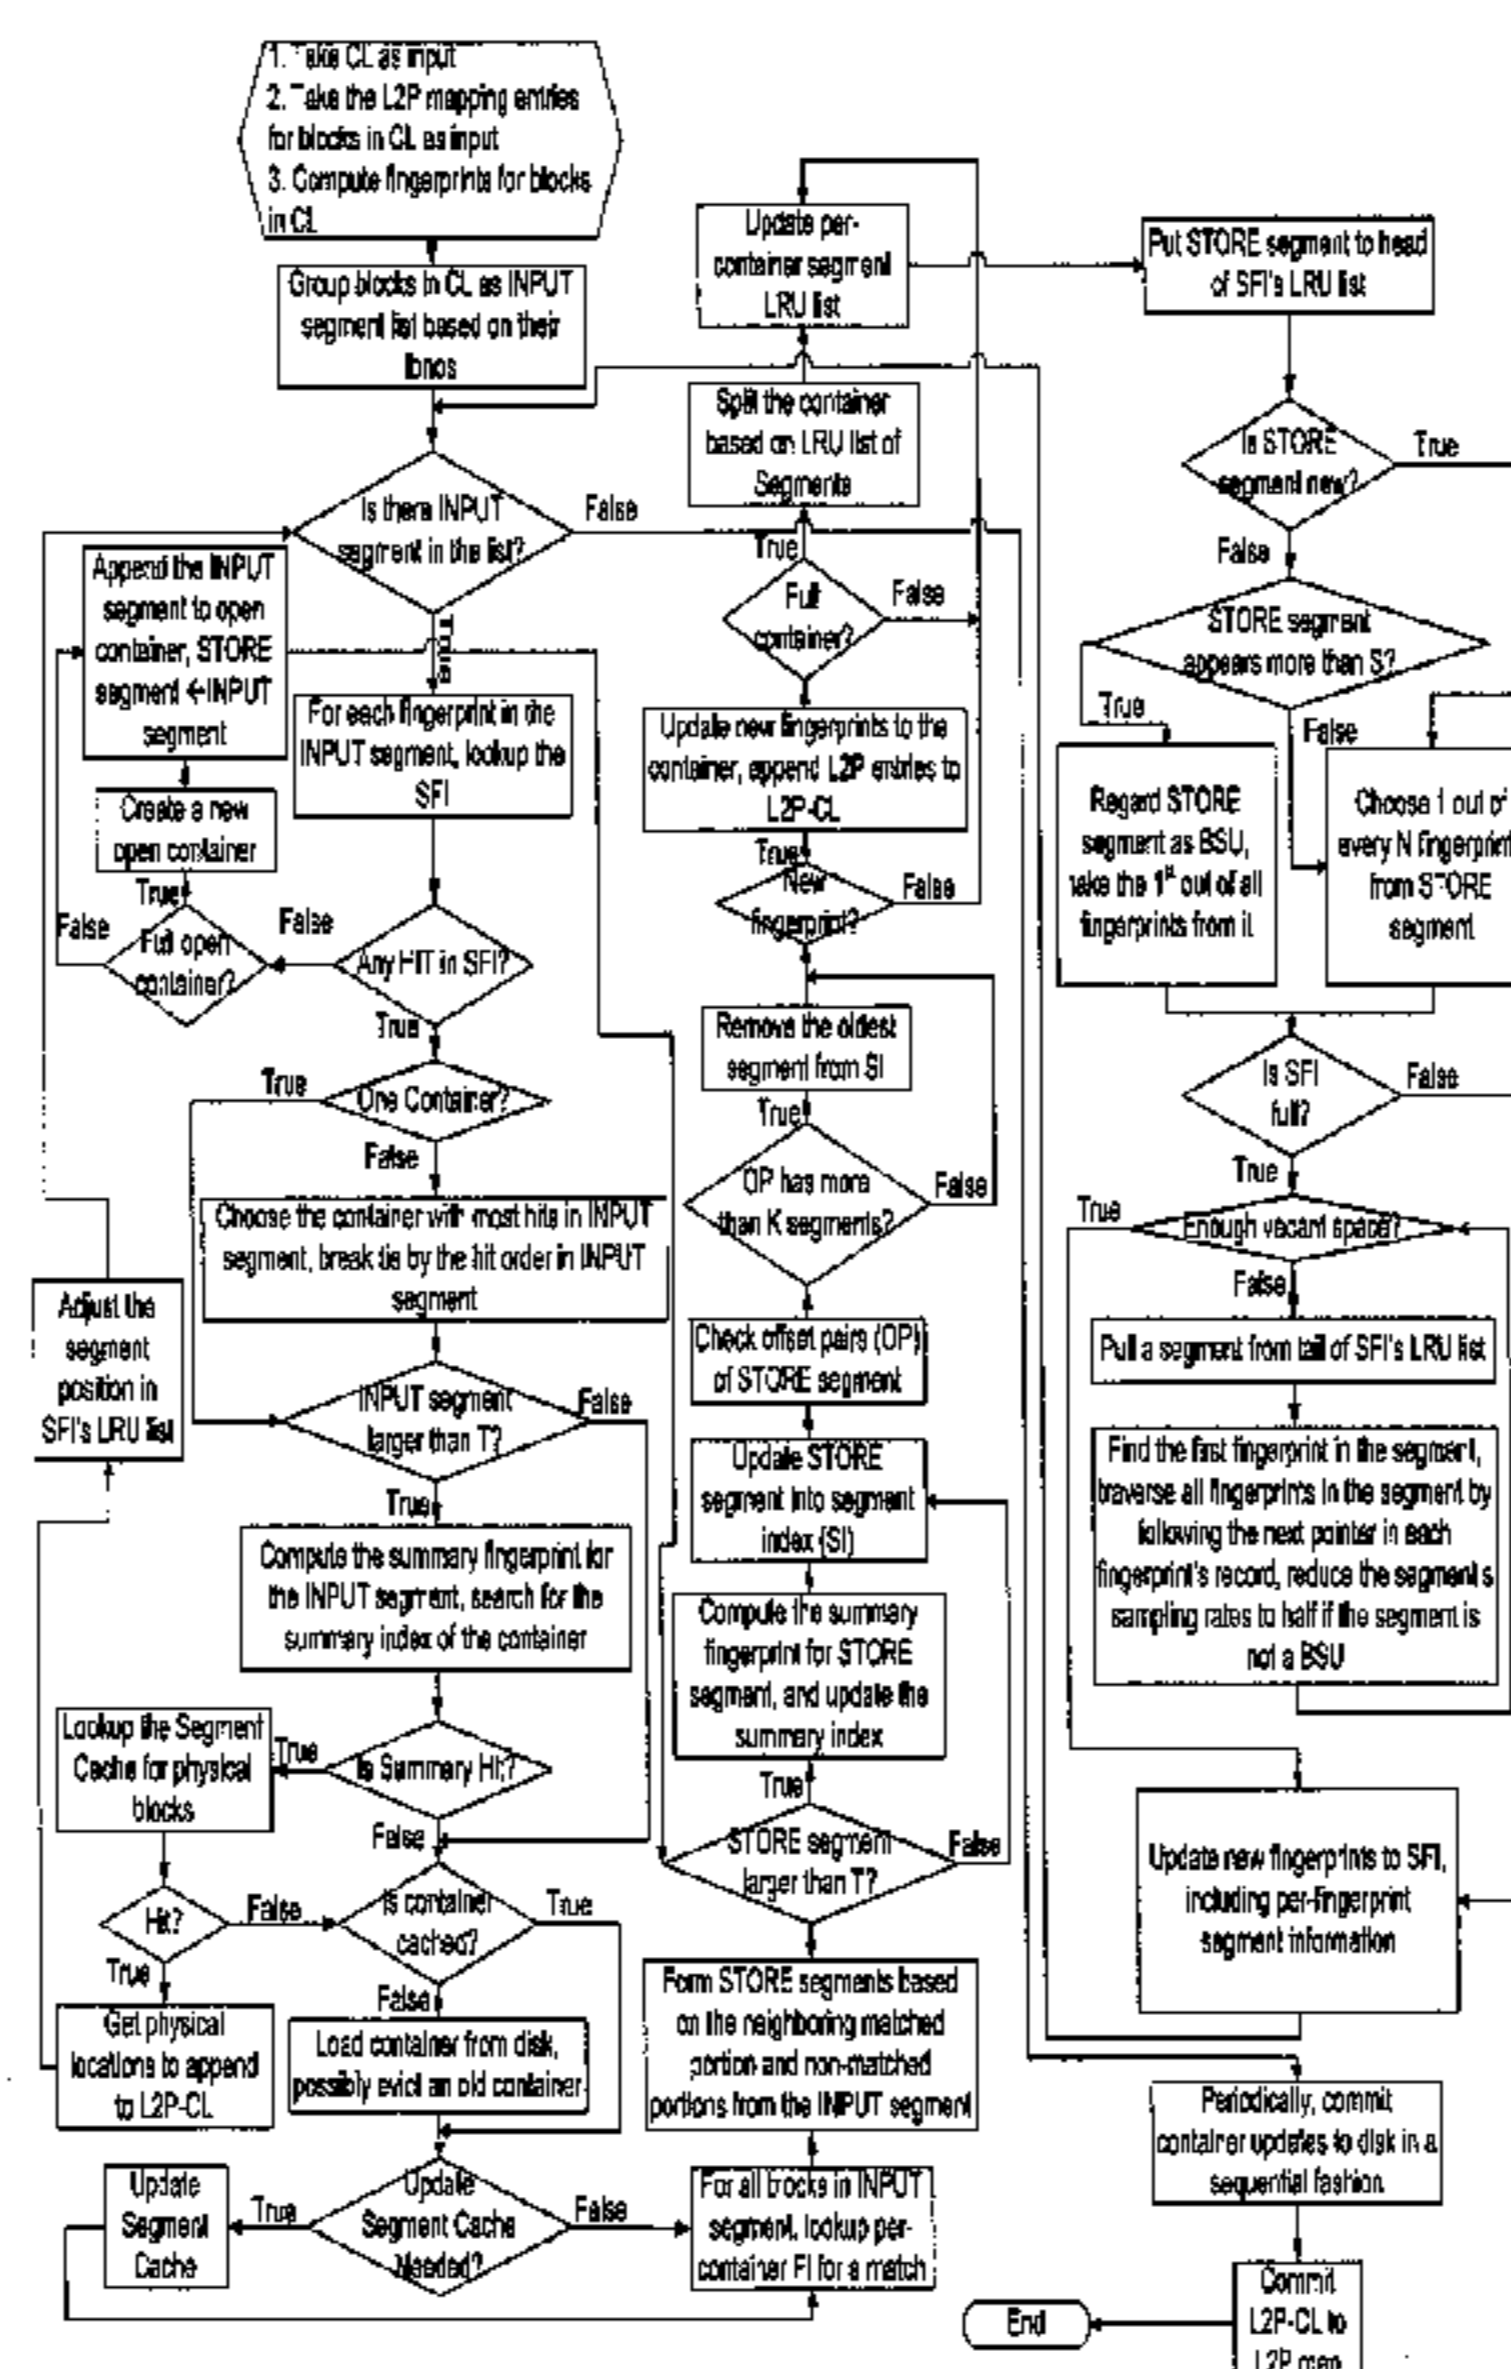 1. Take CL as input
2. Take the L2P mapping entries
for blocks in CL as input
3. Compute fingerprints for blocks
in CL
Group blocks in CL as INPUT
segment list based on their
lbnos
Is there INPUT
segment in the list?
False
Append the INPUT
segment to open
container, STORE
segment ←INPUT
segment
For each fingerprint in the
INPUT segment, lookup the
SFI
Create a new
open container
True
False
Full open
container?
False
Any HIT in SFI?
True
One Container?
True
False
Choose the container with most hits in INPUT
segment, break tie by the hit order in INPUT
segment
Adjust the
segment
position in
SFI's LRU list
INPUT segment
larger than T?
False
True
Compute the summary fingerprint for
the INPUT segment, search for the
summary index of the container
Lookup the Segment
Cache for physical
blocks
True
Is Summary Hit?
False
Hit?
False
Is container
cached?
True
True
False
Get physical
locations to append
to L2P-CL
Load container from disk,
possibly evict an old container
Update
Segment
Cache
True
Update
Segment Cache
Needed?
False
Update per-
container segment
LRU list
Split the container
based on LRU list of
Segments
True
Full
container?
False
Update new fingerprints to the
container, append L2P entries to
L2P-CL
True
New
fingerprint?
False
Remove the oldest
segment from SI
True
OP has more
than K segments?
False
Check offset pairs (OP)
of STORE segment
Update STORE
segment into segment
index (SI)
Compute the summary
fingerprint for STORE
segment, and update the
summary index
True
STORE segment
larger than T?
False
Form STORE segments based
on the neighboring matched
portion and non-matched
portions from the INPUT segment
For all blocks in INPUT
segment, lookup per-
container FI for a match
Put STORE segment to head
of SFI's LRU list
Is STORE
segment new?
True
False
STORE segment
appears more than S?
True
False
Regard STORE
segment as BSU,
take the 1st out of all
fingerprints from it
Choose 1 out of
every N fingerprint
from STORE
segment
Is SFI
full?
False
True
True
Enough vacant space?
False
Pull a segment from tail of SFI's LRU list
Find the first fingerprint in the segment,
traverse all fingerprints in the segment by
following the next pointer in each
fingerprint's record, reduce the segment's
sampling rates to half if the segment is
not a BSU
Update new fingerprints to SFI,
including per-fingerprint
segment information
Periodically, commit
container updates to disk in a
sequential fashion
Commit
L2P-CL to
L2P map
End